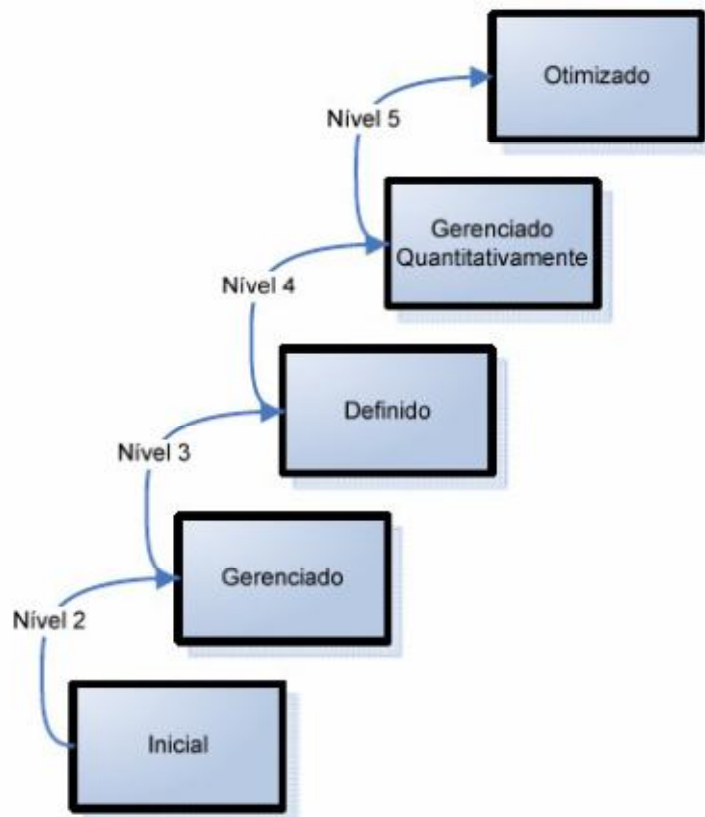 Otimizado
Nível 5
Gerenciado
Quantitativamente
Nível 4
Definido
Nível 3
Gerenciado
Nível 2
Inicial